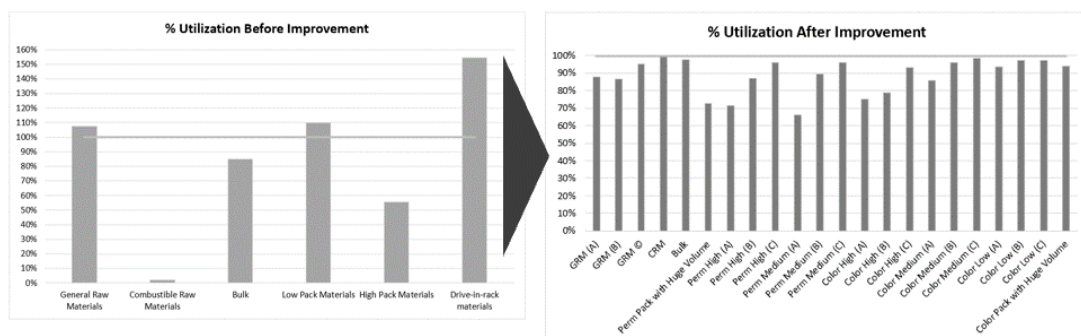 % Utilization Before Improvement
160%
150%
140%
130%
120%
110%
100%
90%
80%
70%
60%
50%
40%
30%
20%
10%
0%
General Raw
Materials
Combustible Raw
Materials
Bulk
Low Pack Materials
High Pack Materials
Drive-in-rack
materials
% Utilization After Improvement
100%
90%
80%
70%
60%
50%
40%
30%
20%
10%
0%
GRM (A)
GRM (B)
GRM ©
CRM
Bulk
Perm Pack with Huge Volume
Perm High (A)
Perm High (B)
Perm High (C)
Perm Medium (A)
Perm Medium (B)
Perm Medium (C)
Color High (A)
Color High (B)
Color High (C)
Color Medium (A)
Color Medium (B)
Color Medium (C)
Color Low (A)
Color Low (B)
Color Low (C)
Color Pack with Huge Volume